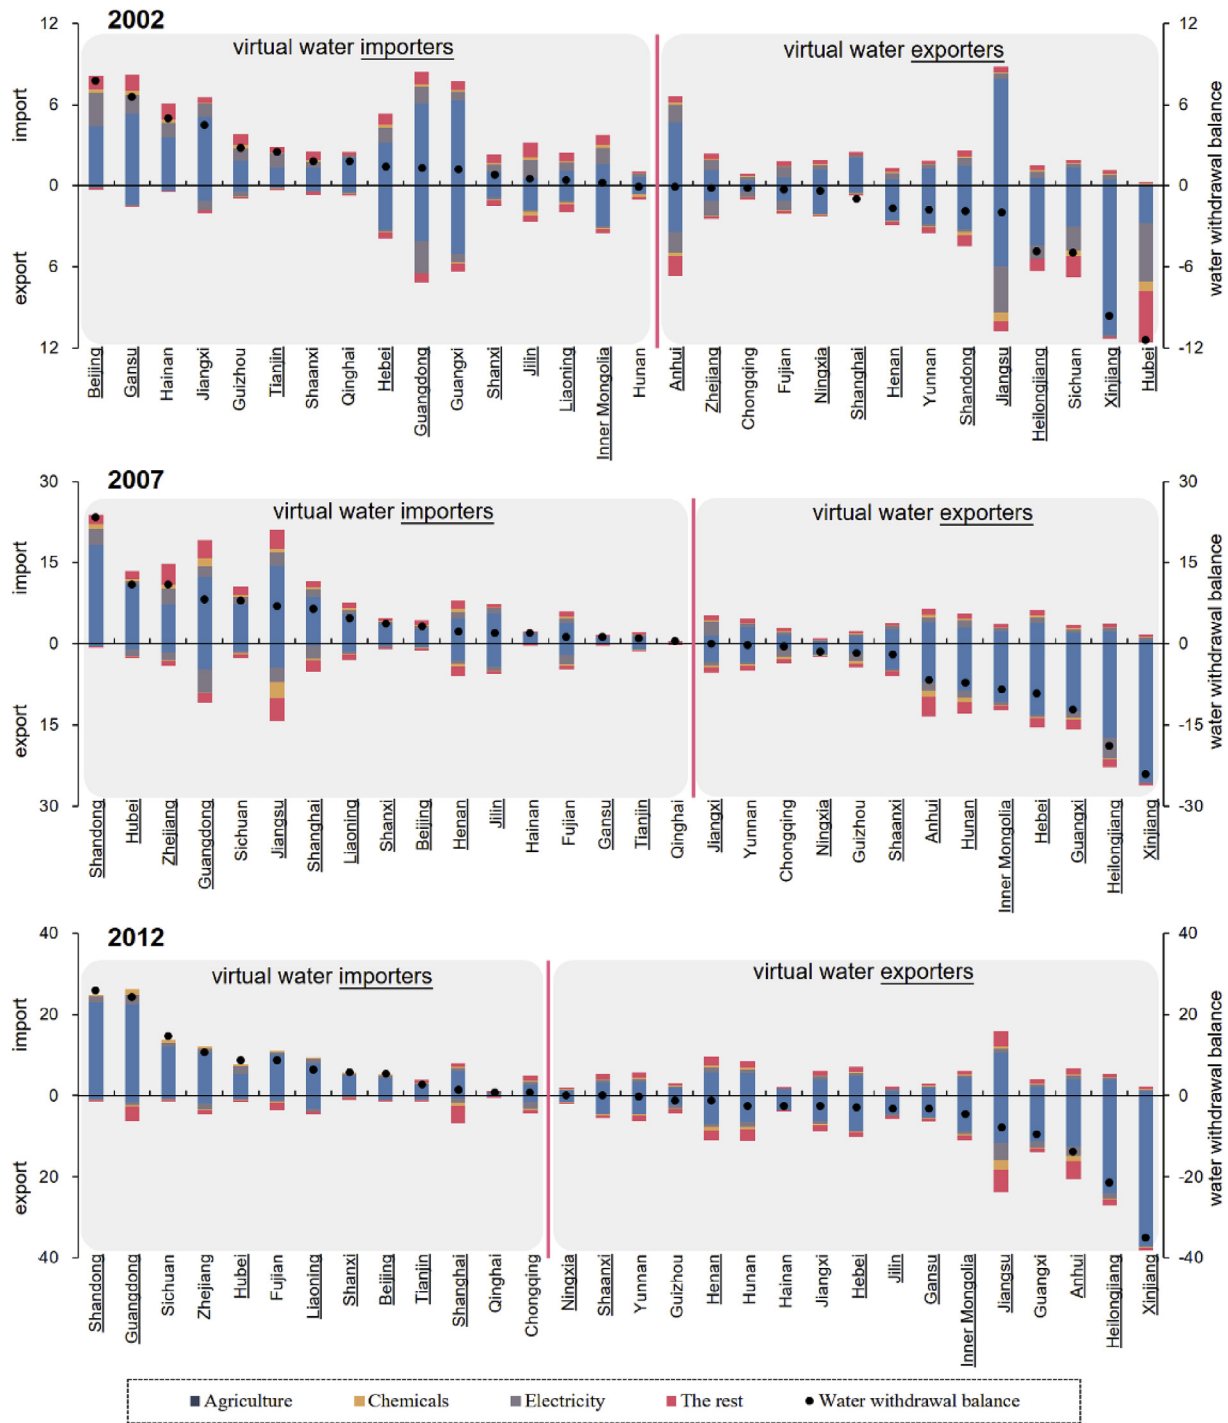 2002
virtual water importers
virtual water exporters
12
6
0
6
12
import
export
12
6
0
-6
-12
water withdrawal balance
Beijing
Gansu
Hainan
Jiangxi
Guizhou
Tianjin
Shaanxi
Qinghai
Hebei
Guangdong
Guangxi
Shanxi
Jilin
Liaoning
Inner Mongolia
Hunan
Anhui
Zhejiang
Chongqing
Fujian
Ningxia
Shanghai
Henan
Yunnan
Shandong
Jiangsu
Heilongjiang
Sichuan
Xinjiang
Hubei
2007
virtual water importers
virtual water exporters
30
15
0
15
30
import
export
30
15
0
-15
-30
water withdrawal balance
Shandong
Hubei
Zhejiang
Guangdong
Sichuan
Jiangsu
Shanghai
Liaoning
Shanxi
Beijing
Henan
Jilin
Hainan
Fujian
Gansu
Tianjin
Qinghai
Jiangxi
Yunnan
Chongqing
Ningxia
Guizhou
Shaanxi
Anhui
Hunan
Inner Mongolia
Hebei
Guangxi
Heilongjiang
Xinjiang
2012
virtual water importers
virtual water exporters
40
20
0
20
40
import
export
40
20
0
-20
-40
water withdrawal balance
Shandong
Guangdong
Sichuan
Zhejiang
Hubei
Fujian
Liaoning
Shanxi
Beijing
Tianjin
Shanghai
Qinghai
Chongqing
Ningxia
Shaanxi
Yunnan
Guizhou
Henan
Hunan
Hainan
Jiangxi
Hebei
Jilin
Gansu
Inner Mongolia
Jiangsu
Guangxi
Anhui
Heilongjiang
Xinjiang
Agriculture
Chemicals
Electricity
The rest
Water withdrawal balance